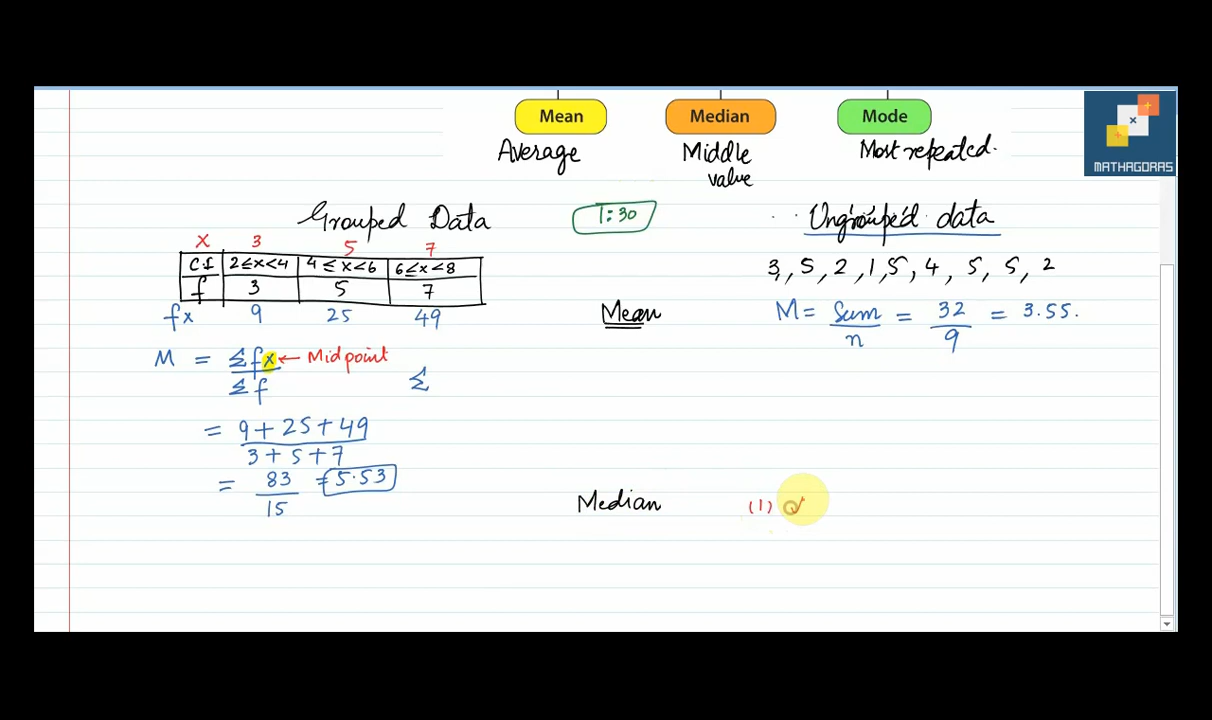 Mean Median Mode
Average Middle value Most repeated.
MATHAGORAS
Grouped Data 1:30 Ungrouped data
x 3 5 7
C.I 2≤x<4 4≤x<6 6≤x<8
f 3 5 7
fx 9 25 49
3, 5, 2, 1, 5, 4, 5, 5, 2
Mean
M = Sum/n = 32/9 = 3.55.
M = Σfx/Σf ← Midpoint
Σ
= 9+25+49/3+5+7
= 83/15 = 5.53
Median (1)